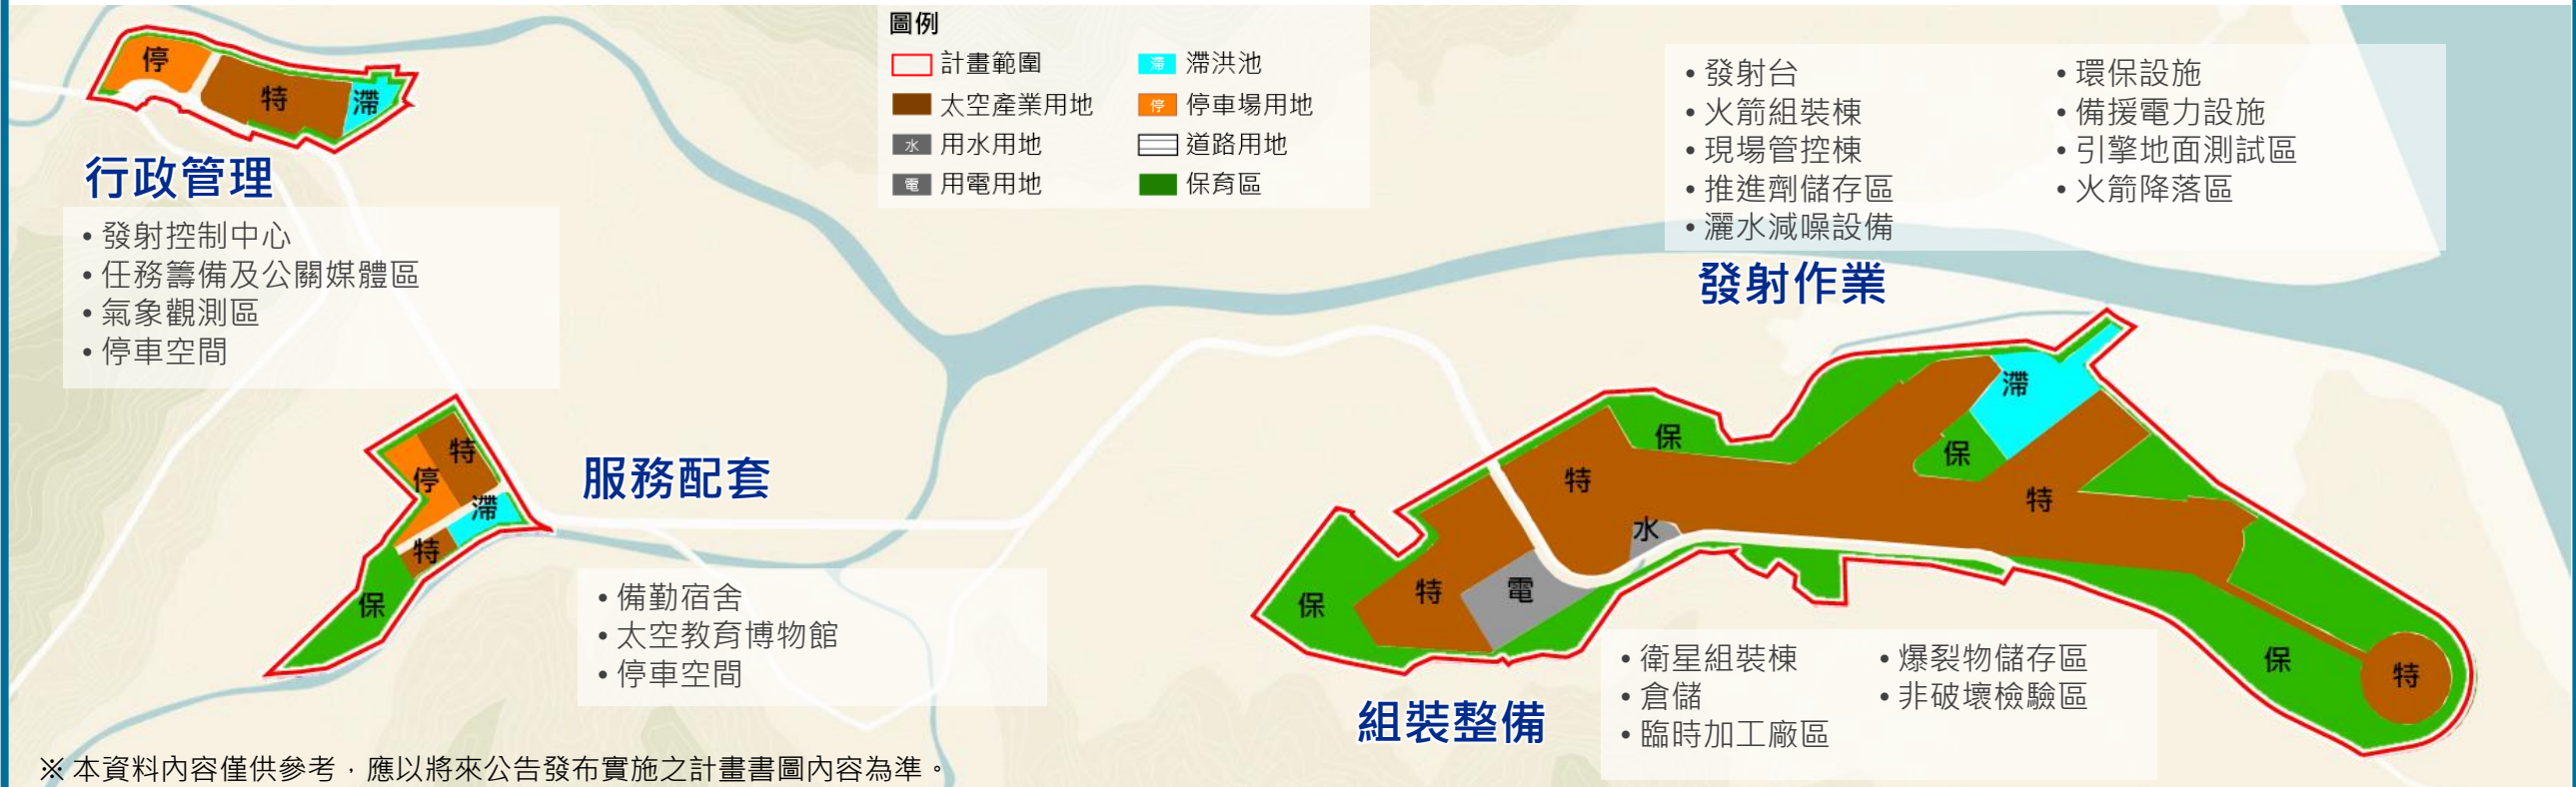 圖例
計畫範圍
滯 滯洪池
太空產業用地
停 停車場用地
水 用水用地
道路用地
電 用電用地
保育區
停
特
滯
行政管理
• 發射控制中心
• 任務籌備及公關媒體區
• 氣象觀測區
• 停車空間
特
停
滯
特
保
服務配套
• 備勤宿舍
• 太空教育博物館
• 停車空間
• 發射台
• 火箭組裝棟
• 現場管控棟
• 推進劑儲存區
• 灑水減噪設備
• 環保設施
• 備援電力設施
• 引擎地面測試區
• 火箭降落區
發射作業
滯
保
保
特
特
水
電
特
保
保
特
組裝整備
• 衛星組裝棟
• 倉儲
• 臨時加工廠區
• 爆裂物儲存區
• 非破壞檢驗區
※ 本資料內容僅供參考，應以將來公告發布實施之計畫書圖內容為準。